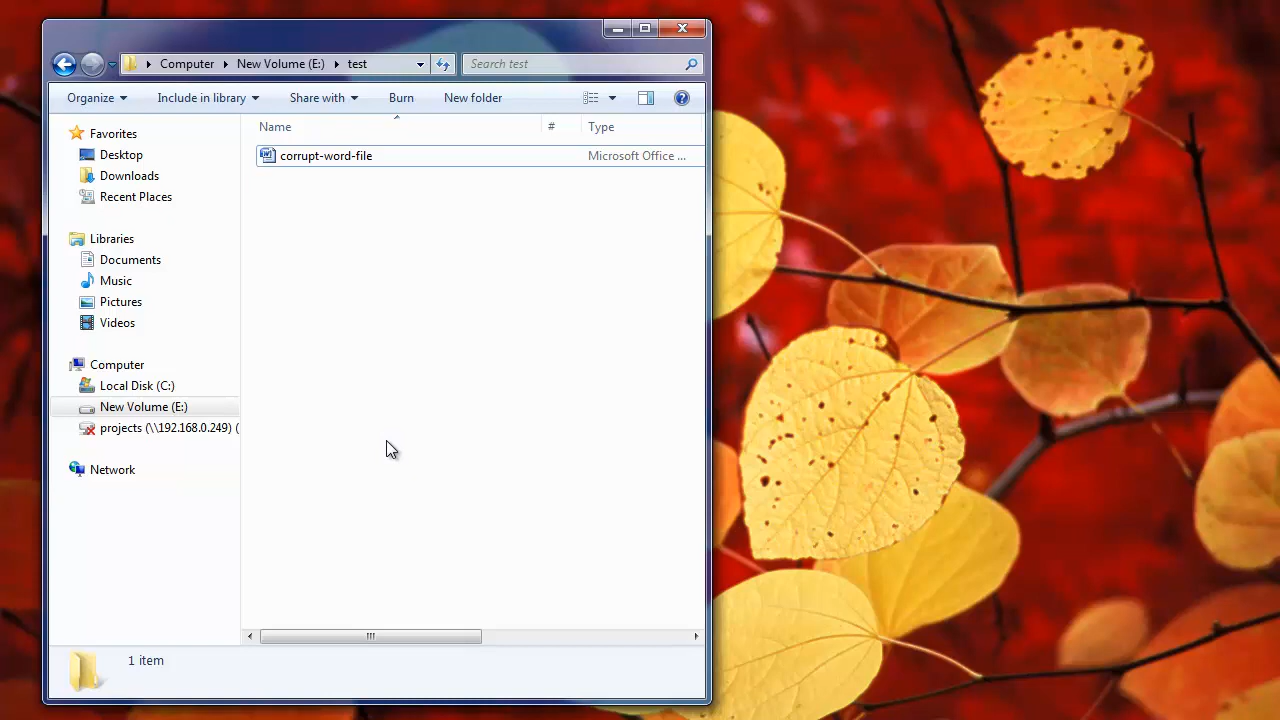 Computer New Volume (E:) test Search test
Organize Include in library Share with Burn New folder
Name # Type
corrupt-word-file Microsoft Office ...
Favorites
Desktop
Downloads
Recent Places
Libraries
Documents
Music
Pictures
Videos
Computer
Local Disk (C:)
New Volume (E:)
projects (\\192.168.0.249) (
Network
1 item